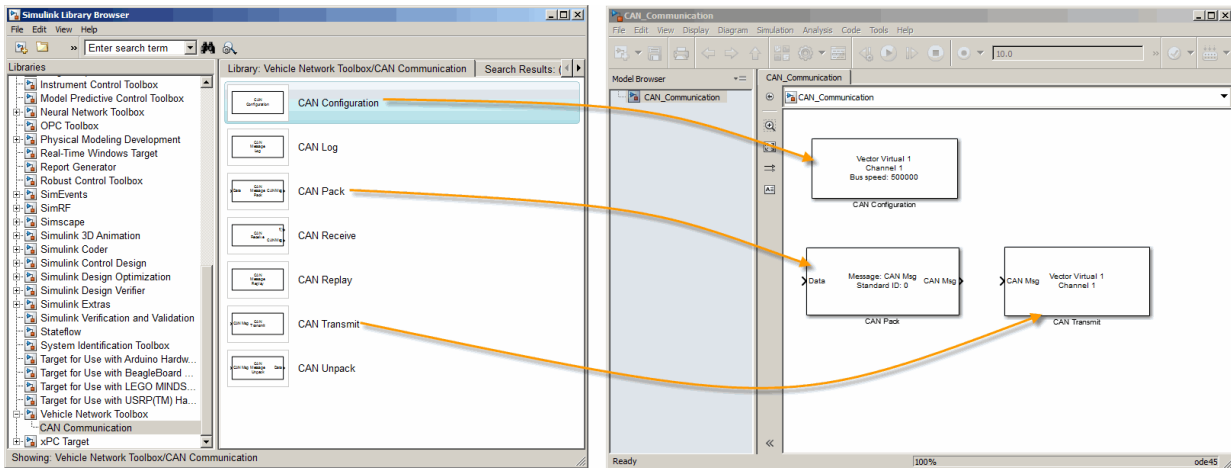 Simulink Library Browser
File Edit View Help
» Enter search term
Libraries
Library: Vehicle Network Toolbox/CAN Communication
Search Results: (
Instrument Control Toolbox
Model Predictive Control Toolbox
Neural Network Toolbox
OPC Toolbox
Physical Modeling Development
Real-Time Windows Target
Report Generator
Robust Control Toolbox
SimEvents
SimRF
Simscape
Simulink 3D Animation
Simulink Coder
Simulink Control Design
Simulink Design Optimization
Simulink Design Verifier
Simulink Extras
Simulink Verification and Validation
Stateflow
System Identification Toolbox
Target for Use with Arduino Hardw...
Target for Use with BeagleBoard ...
Target for Use with LEGO MINDS...
Target for Use with USRP(TM) Ha...
Vehicle Network Toolbox
CAN Communication
xPC Target
CAN Configuration
CAN Log
CAN Pack
CAN Receive
CAN Replay
CAN Transmit
CAN Unpack
Showing: Vehicle Network Toolbox/CAN Communication
CAN_Communication
File Edit View Display Diagram Simulation Analysis Code Tools Help
10.0
»
Model Browser
CAN_Communication
CAN_Communication
CAN_Communication
Vector Virtual 1
Channel 1
Bus speed: 500000
CAN Configuration
Data
Message: CAN Msg
Standard ID: 0
CAN Msg
CAN Pack
CAN Msg
Vector Virtual 1
Channel 1
CAN Transmit
Ready
100%
ode45